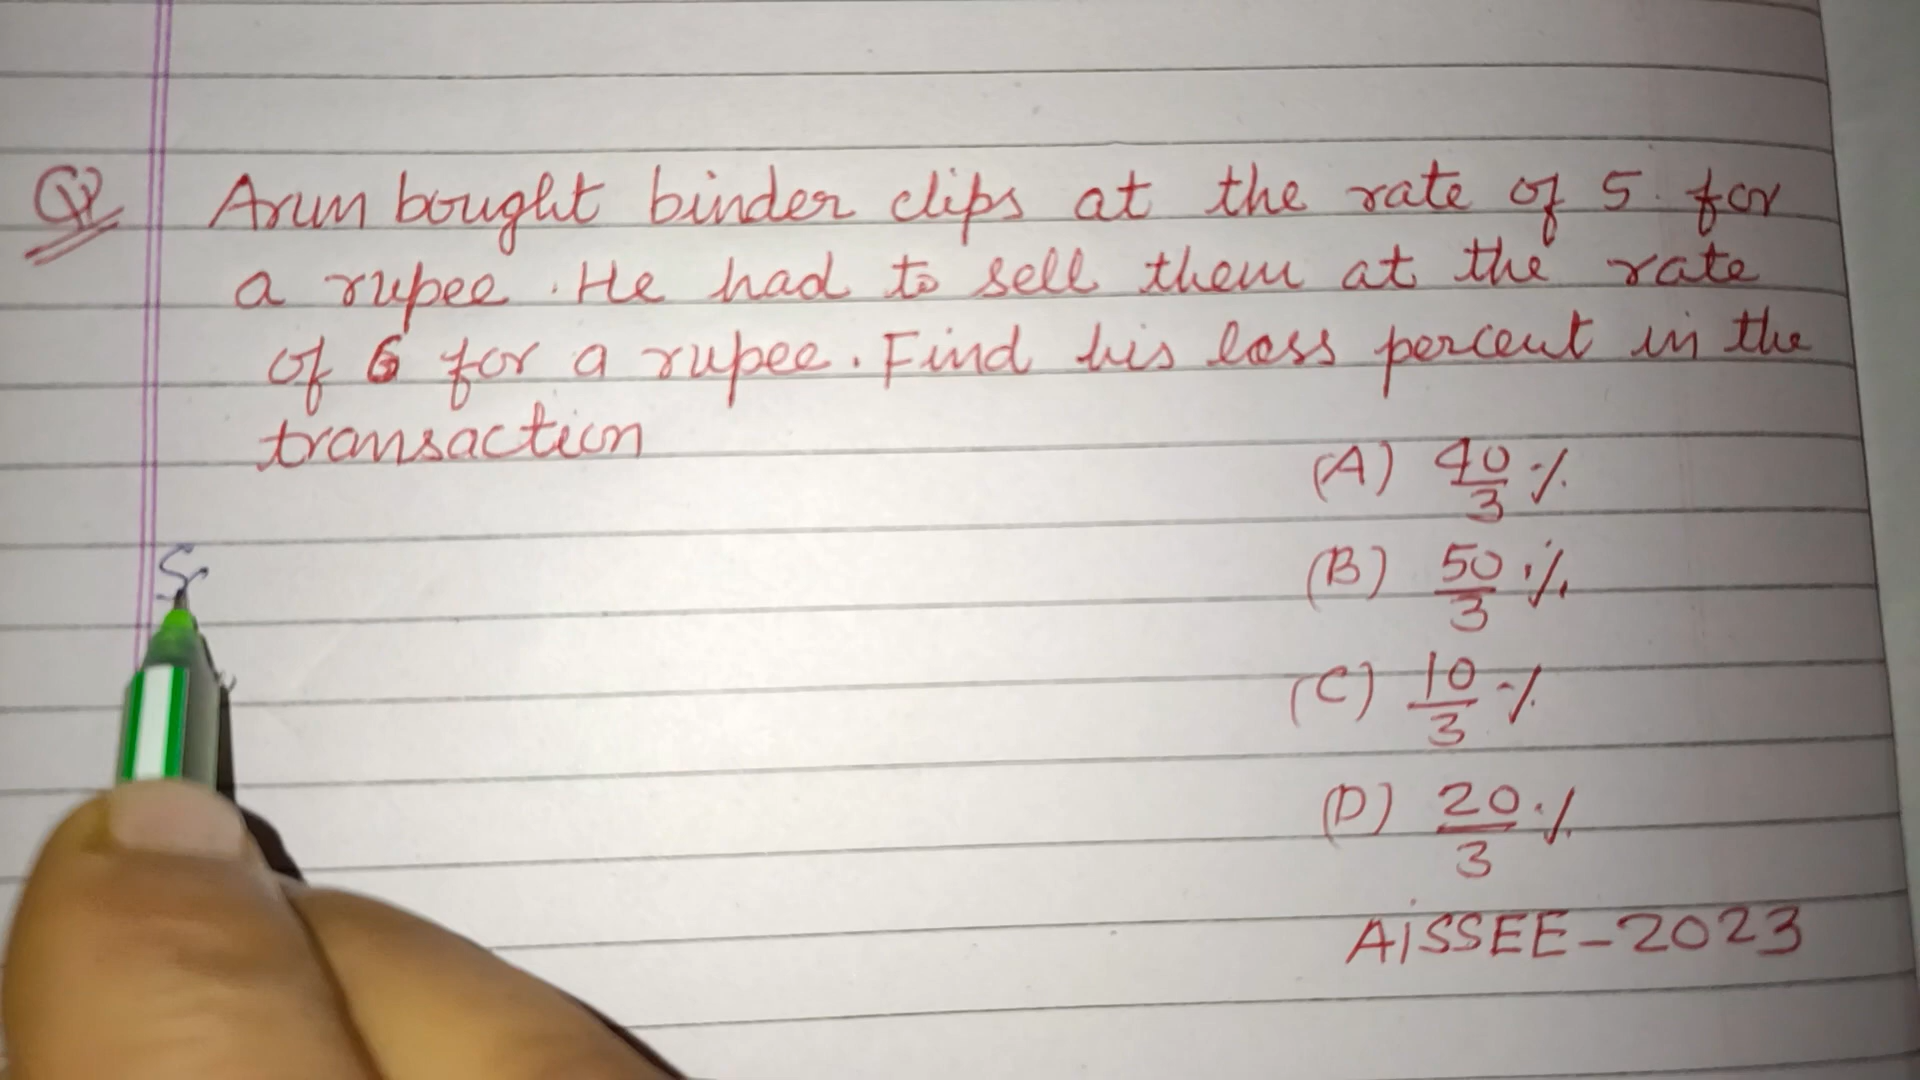 Q Arun bought binder clips at the rate of 5 for
a rupee. He had to sell them at the rate
of 6 for a rupee. Find his loss percent in the
transaction
(A) 40/3 %
(B) 50/3 %
(C) 10/3 %
(D) 20/3 %
AiSSEE-2023